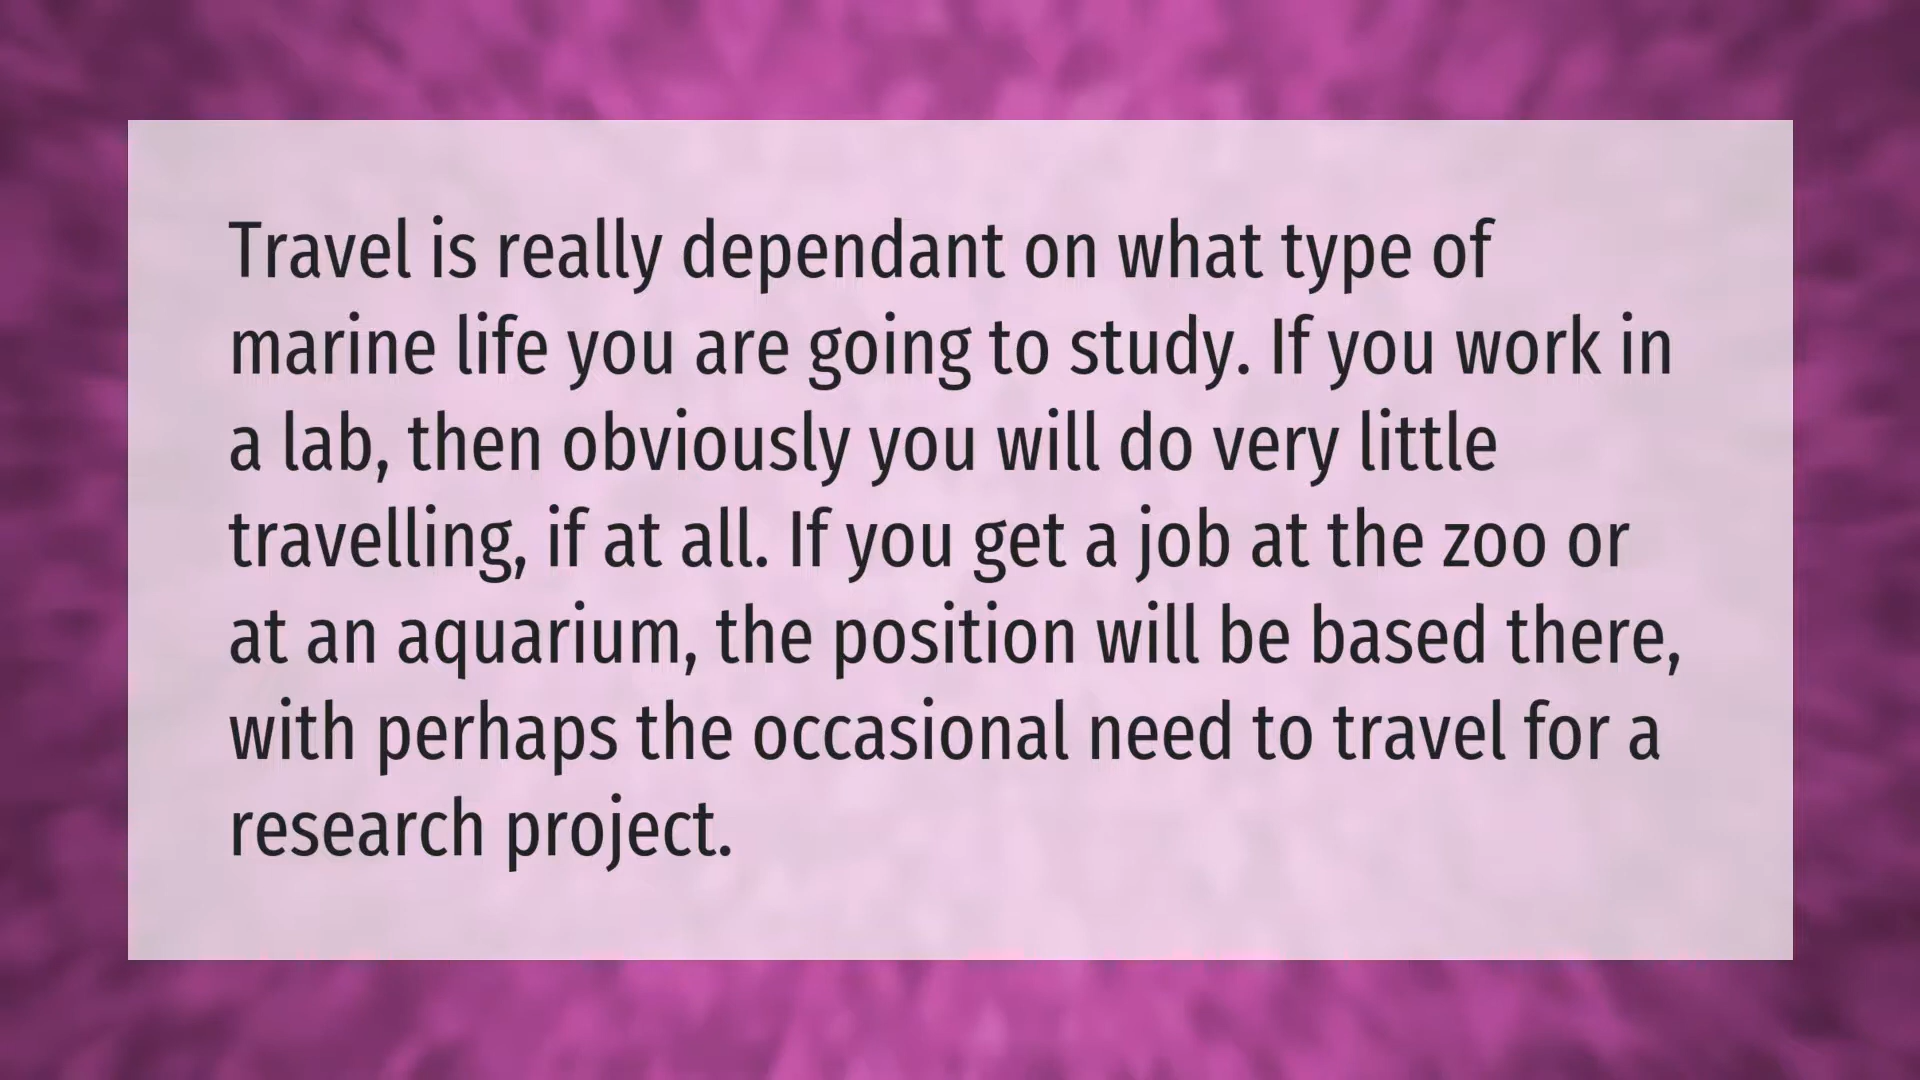 Travel is really dependant on what type of
marine life you are going to study. If you work in
a lab, then obviously you will do very little
travelling, if at all. If you get a job at the zoo or
at an aquarium, the position will be based there,
with perhaps the occasional need to travel for a
research project.